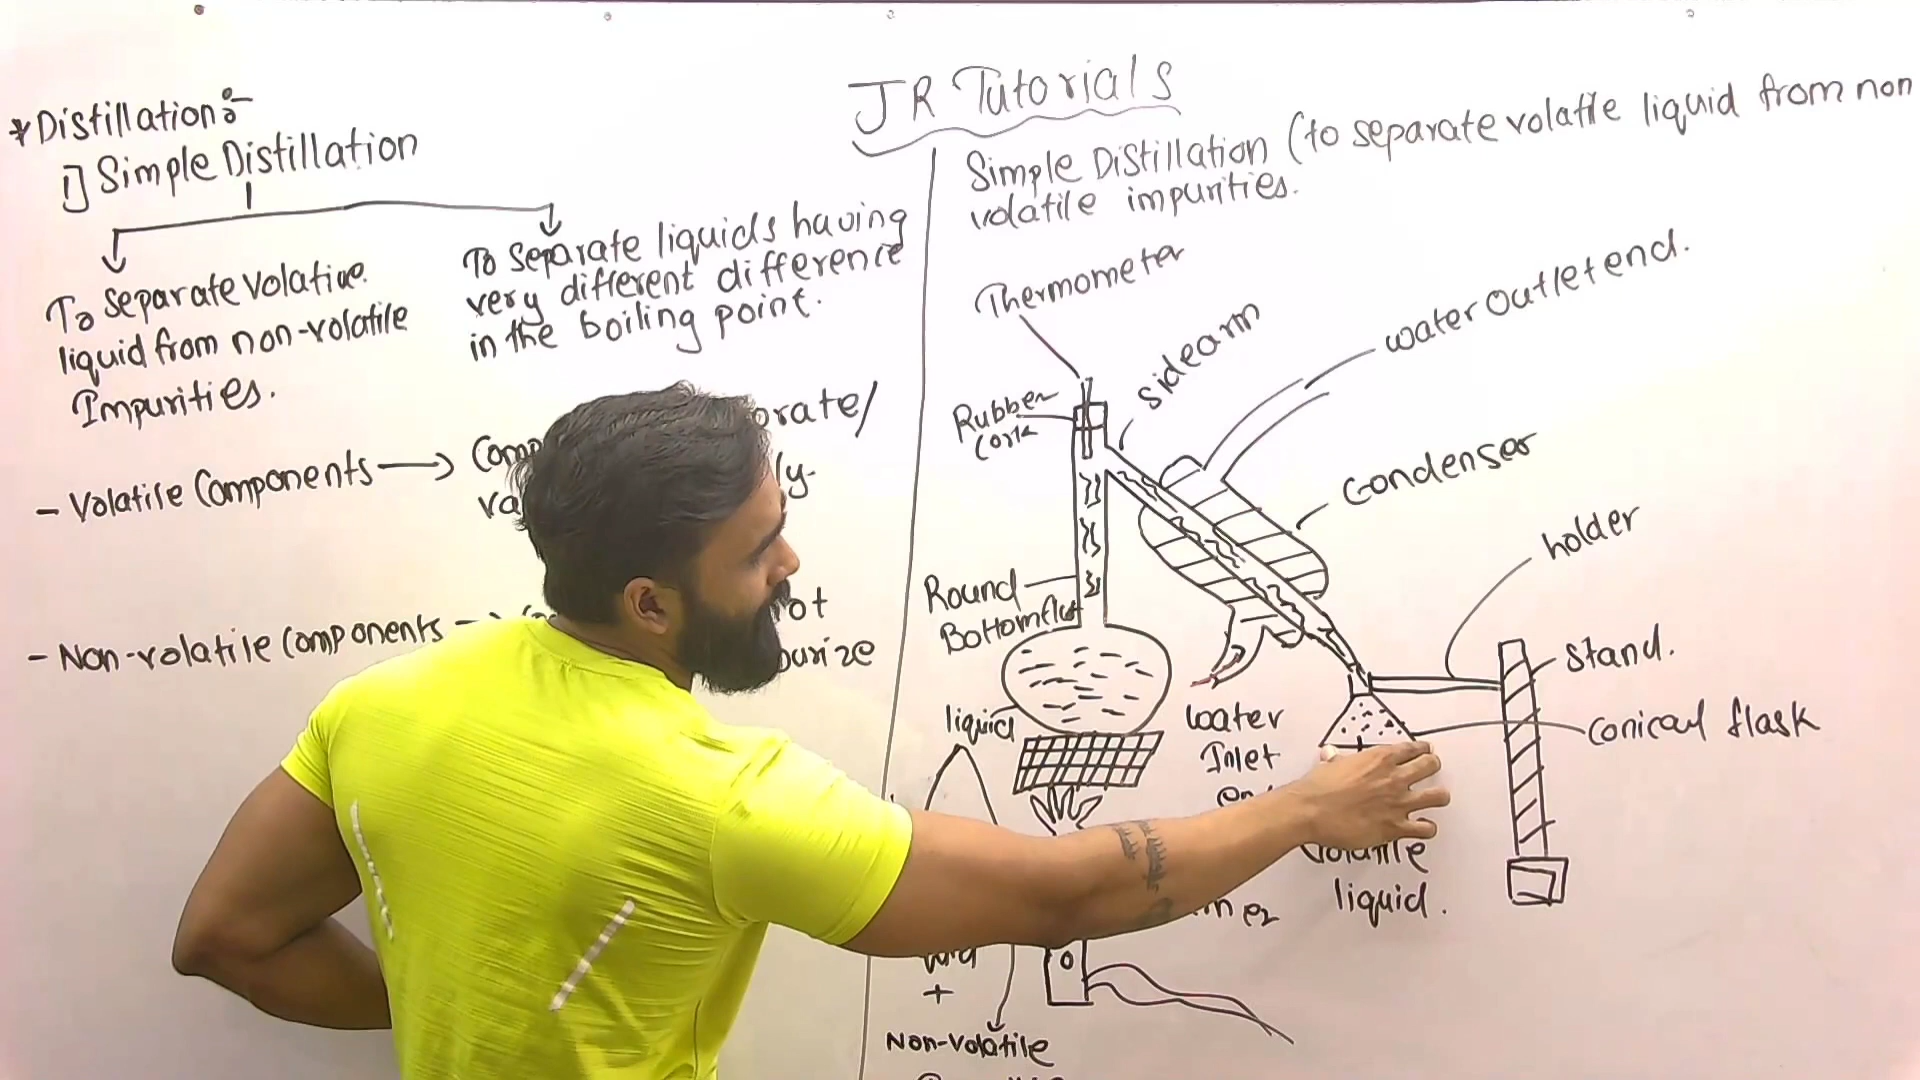 JR Tutorials
* Distillation :-
1] Simple Distillation
To separate volative
liquid from non-volatile
Impurities.
To separate liquids having
very different difference
in the boiling point.
- Volatile Components →
- Non-volatile Components →
Simple Distillation (to separate volatile liquid from non
volatile impurities.
Thermometer
sidearm
water outlet end.
Rubber
Cork
Condenser
holder
Round
stand.
liquid
water
Inlet
conical flask
liquid.
+
Non-volatile